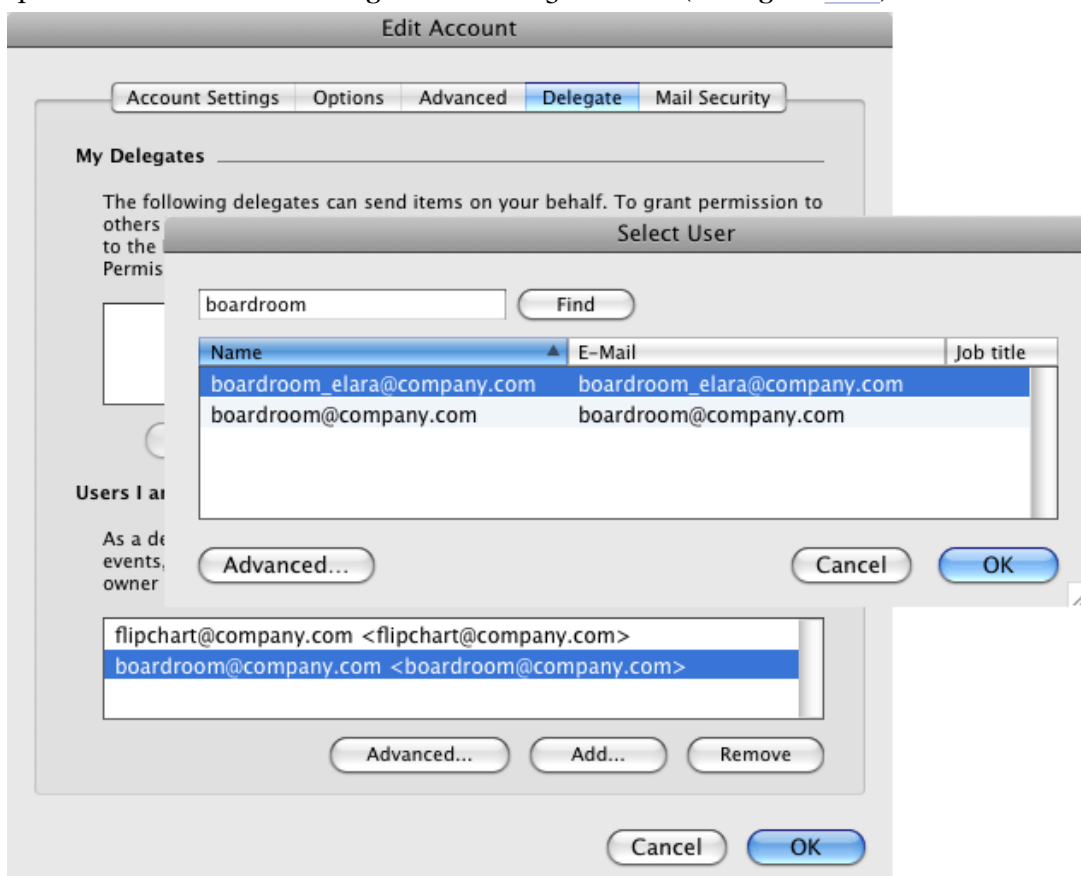 Edit Account
Account Settings Options Advanced Delegate Mail Security
My Delegates
The following delegates can send items on your behalf. To grant permission to
others
to the
Permis
Select User
boardroom Find
Name E-Mail Job title
boardroom_elara@company.com boardroom_elara@company.com
boardroom@company.com boardroom@company.com
Advanced... Cancel OK
Users I
As a
events,
owner
flipchart@company.com <flipchart@company.com>
boardroom@company.com <boardroom@company.com>
Advanced... Add... Remove
Cancel OK